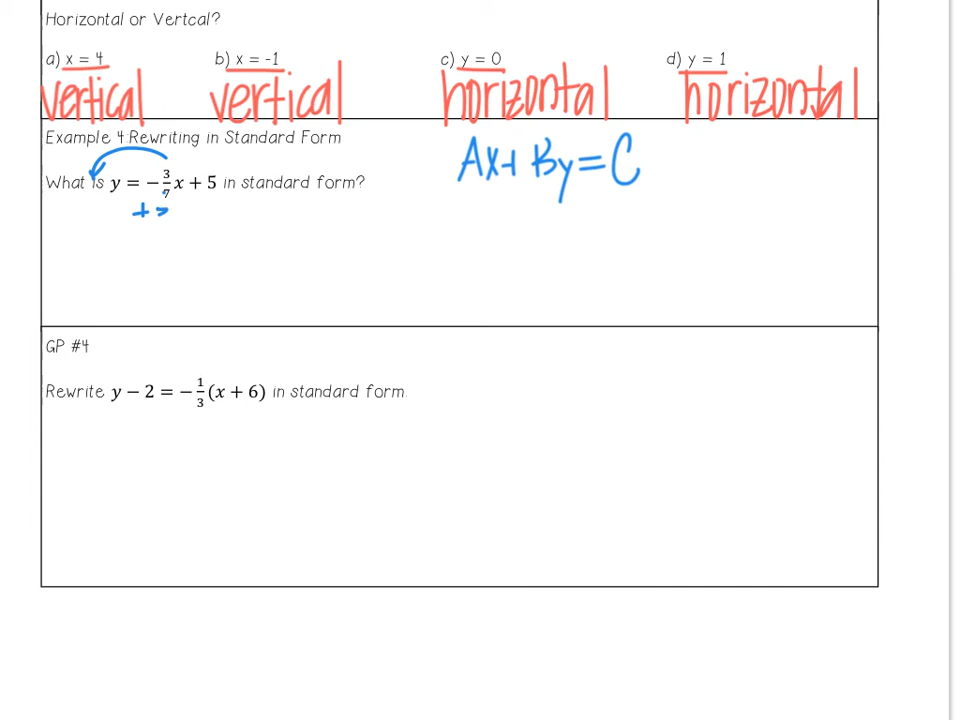 Horizontal or Vertcal?
a) x = 4 b) x = -1 c) y = 0 d) y = 1
vertical vertical horizontal horizontal
Example 4:Rewriting in Standard Form
Ax+By=C
What is y = −3/7x + 5 in standard form?
+
GP #4
Rewrite y − 2 = −1/3(x + 6) in standard form.